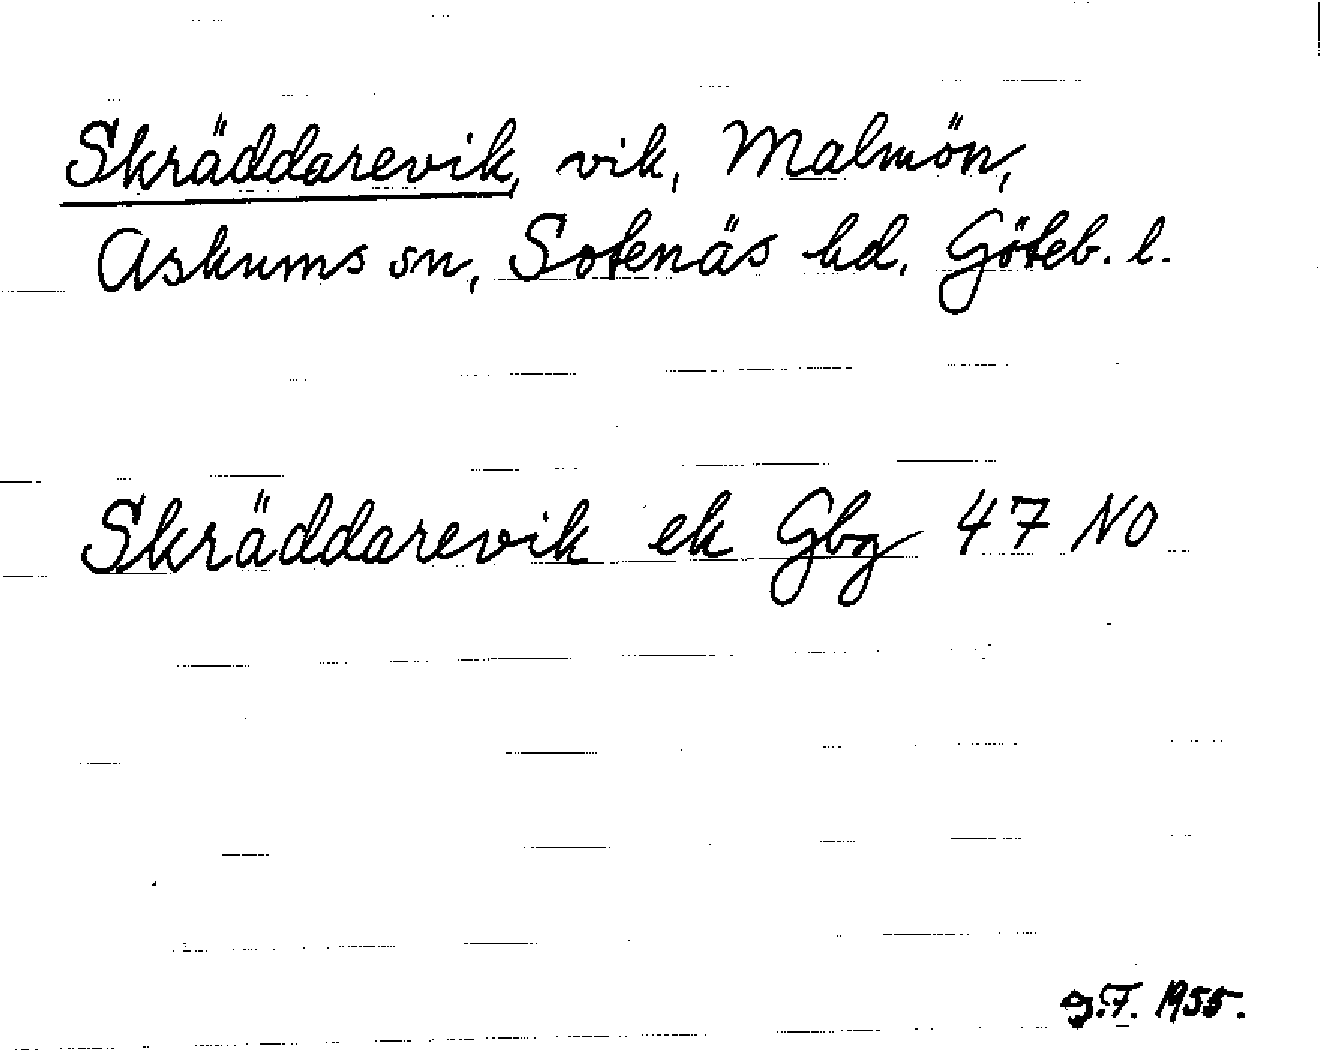 Skräddarevik, vik, Malmön,
Askums sn, Sotenäs hd. Göteb. l.
Skräddarevik ek Gbg 47 NO
g.F. 1955.